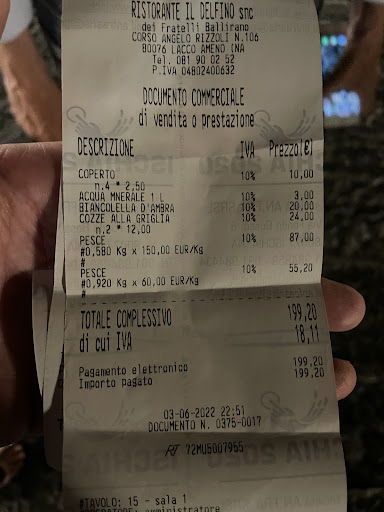 RISTORANTE IL DELFINO snc
dei Fratelli Ballirano
CORSO ANGELO RIZZOLI N.106
80076 LACCO AMENO (NA
Tel. 081 90 02 52
P.IVA 04802400632
DOCUMENTO COMMERCIALE
di vendita o prestazione
DESCRIZIONE IVA Prezzo(€)
COPERTO 10% 10,00
n.4 * 2,50
ACQUA MNERALE 1 L 10% 3,00
BIANCOLELLA D'AMBRA 10% 20,00
COZZE ALLA GRIGLIA 10% 24,00
n.2 * 12,00
PESCE 10% 87,00
#0,580 Kg x 150,00 EUR/Kg
#
PESCE 10% 55,20
#0,920 Kg x 60,00 EUR/Kg
#
TOTALE COMPLESSIVO 199,20
di cui IVA 18,11
Pagamento elettronico 199,20
Importo pagato 199,20
03-06-2022 22:51
DOCUMENTO N. 0375-0017
RT 72MU5007955
#TAVOLO: 15 - sala 1